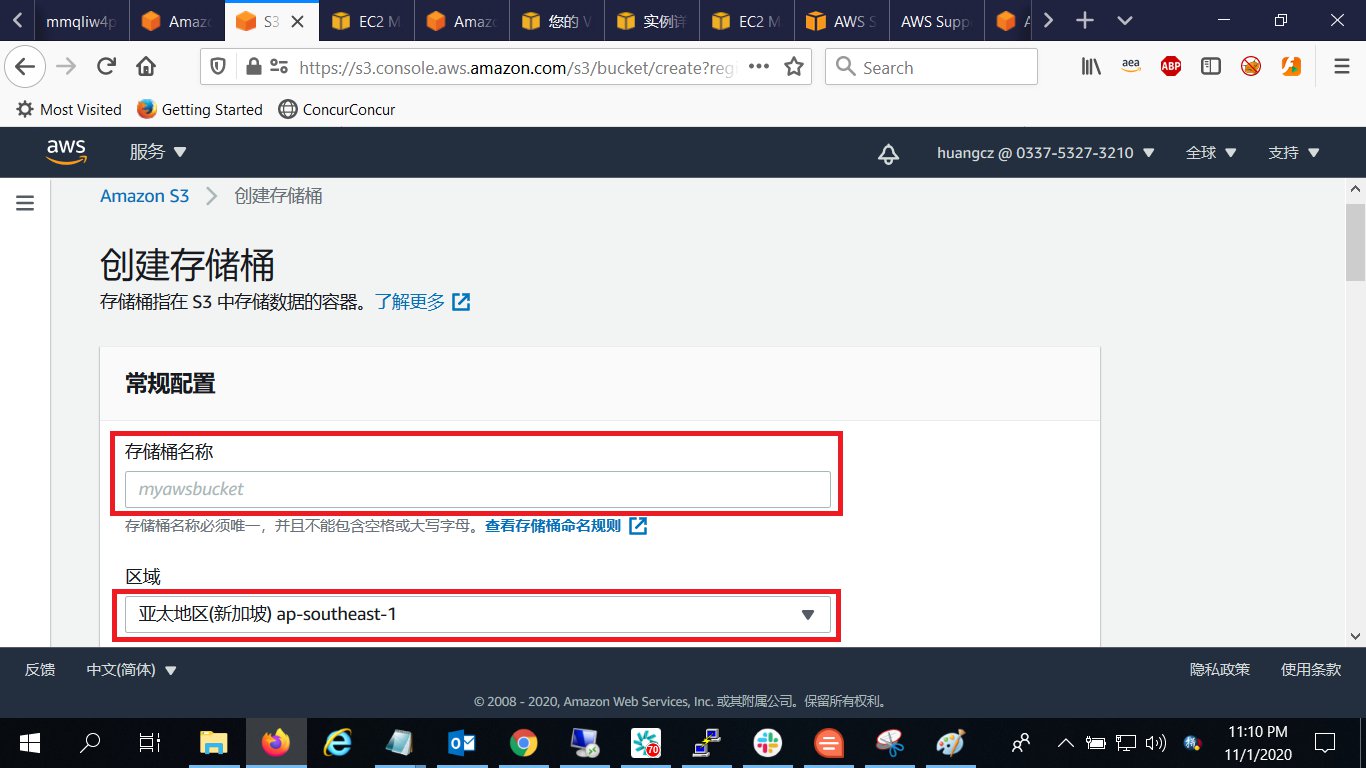 mmqliw4p Amaz S3 EC2 M Amaz 您的 V 实例详 EC2 M AWS S AWS Supp A
https://s3.console.aws.amazon.com/s3/bucket/create?regi Search aea ABP
Most Visited Getting Started ConcurConcur
aws 服务 huangcz @ 0337-5327-3210 全球 支持
Amazon S3 创建存储桶
创建存储桶
存储桶指在 S3 中存储数据的容器。了解更多
常规配置
存储桶名称
myawsbucket
存储桶名称必须唯一，并且不能包含空格或大写字母。查看存储桶命名规则
区域
亚太地区(新加坡) ap-southeast-1
反馈 中文(简体) 隐私政策 使用条款
© 2008 - 2020, Amazon Web Services, Inc. 或其附属公司。保留所有权利。
70 11:10 PM
11/1/2020